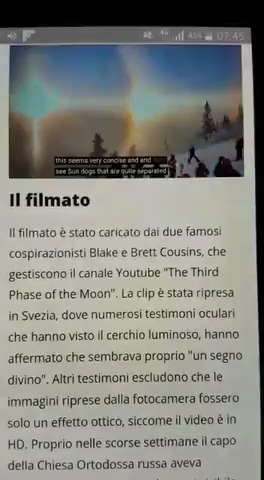 4G 45% 07:45
this seems very concise and and
see Sun dogs that are quite separated
Il filmato
Il filmato è stato caricato dai due famosi
cospirazionisti Blake e Brett Cousins, che
gestiscono il canale Youtube "The Third
Phase of the Moon". La clip è stata ripresa
in Svezia, dove numerosi testimoni oculari
che hanno visto il cerchio luminoso, hanno
affermato che sembrava proprio "un segno
divino". Altri testimoni escludono che le
immagini riprese dalla fotocamera fossero
solo un effetto ottico, siccome il video è in
HD. Proprio nelle scorse settimane il capo
della Chiesa Ortodossa russa aveva